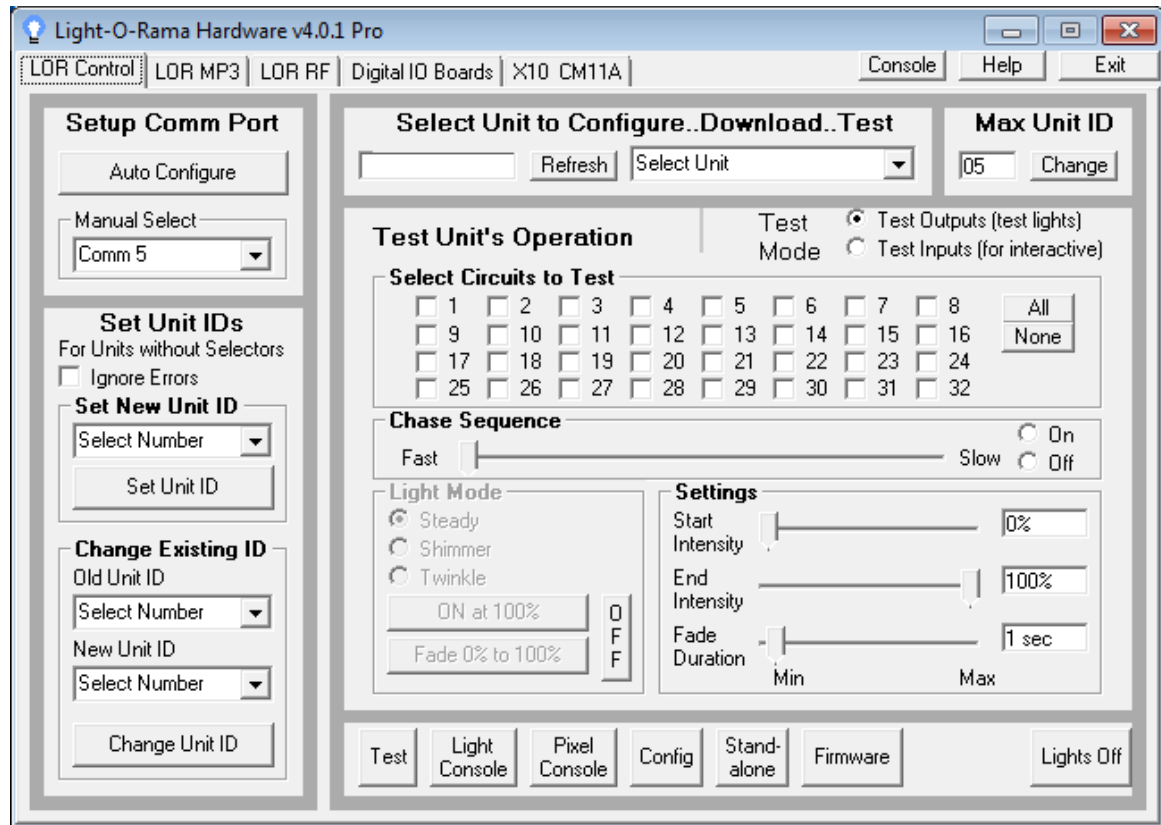 Light-O-Rama Hardware v4.0.1 Pro
LOR Control LOR MP3 LOR RF Digital IO Boards X10 CM11A Console Help Exit
Setup Comm Port
Auto Configure
Manual Select
Comm 5
Set Unit IDs
For Units without Selectors
Ignore Errors
Set New Unit ID
Select Number
Set Unit ID
Change Existing ID
Old Unit ID
Select Number
New Unit ID
Select Number
Change Unit ID
Select Unit to Configure..Download..Test
Refresh Select Unit
Max Unit ID
05 Change
Test Unit's Operation
Test Mode
Test Outputs (test lights)
Test Inputs (for interactive)
Select Circuits to Test
1 2 3 4 5 6 7 8 All
9 10 11 12 13 14 15 16 None
17 18 19 20 21 22 23 24
25 26 27 28 29 30 31 32
Chase Sequence
Fast Slow
On
Off
Light Mode
Steady
Shimmer
Twinkle
ON at 100%
Fade 0% to 100%
OFF
Settings
Start Intensity 0%
End Intensity 100%
Fade Duration 1 sec
Min Max
Test Light Console Pixel Console Config Stand-alone Firmware Lights Off